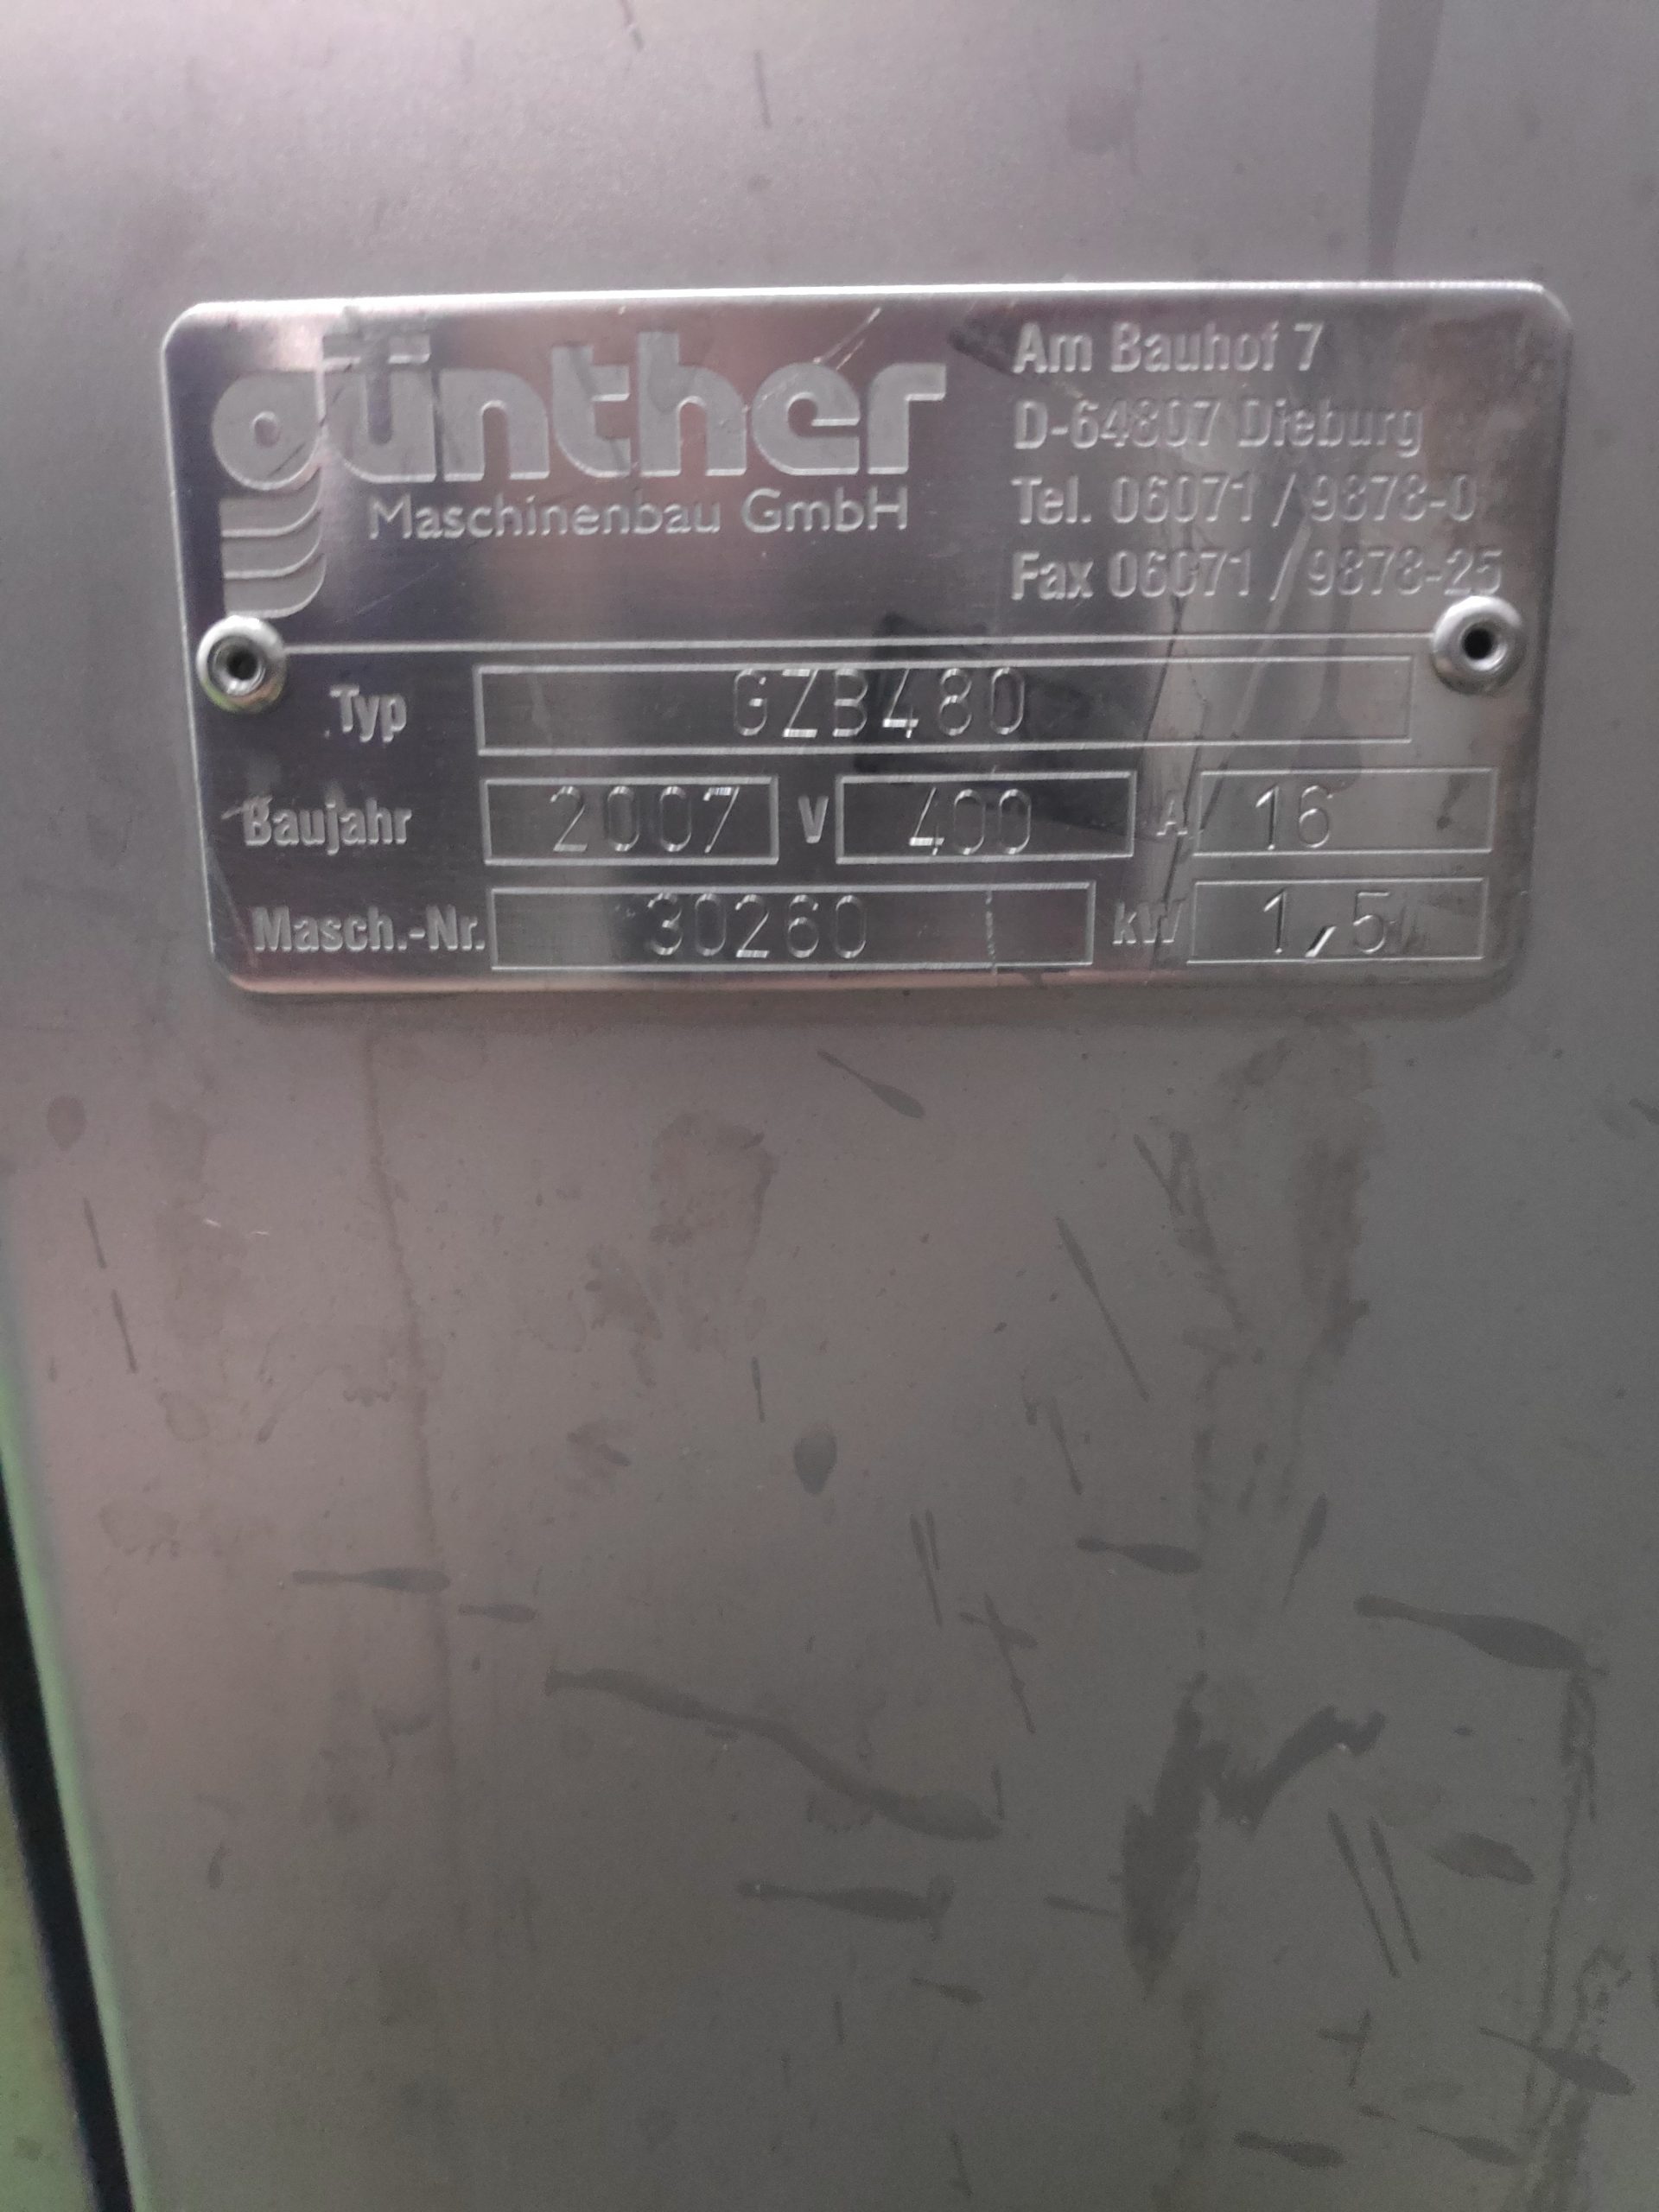 günther
Maschinenbau GmbH
Am Bauhof 7
D-64807 Dieburg
Tel. 06071 / 9878-0
Fax 06071 / 9878-25
Typ GZB480
Baujahr 2007 V 400 A 16
Masch.-Nr. 30260 kW 1,5